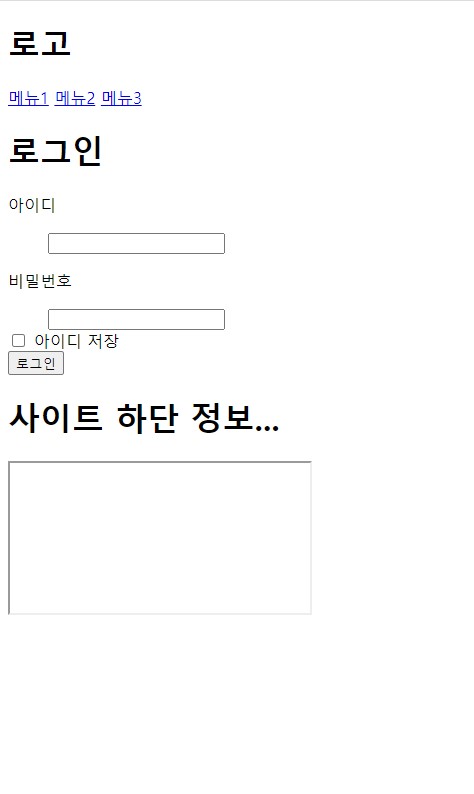 로고
메뉴1 메뉴2 메뉴3
로그인
아이디
비밀번호
아이디 저장
로그인
사이트 하단 정보...